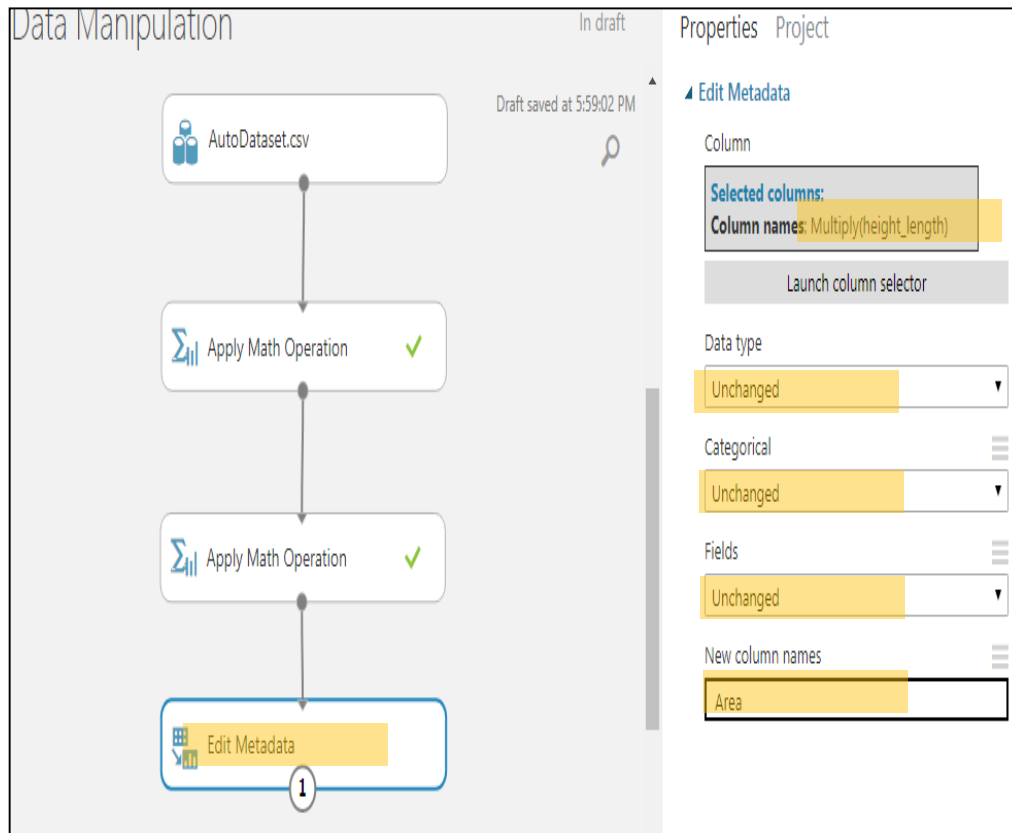 Data Manipulation
In draft
Draft saved at 5:59:02 PM
AutoDataset.csv
Apply Math Operation
Apply Math Operation
Edit Metadata
1
Properties Project
Edit Metadata
Column
Selected columns:
Column names: Multiply(height_length)
Launch column selector
Data type
Unchanged
Categorical
Unchanged
Fields
Unchanged
New column names
Area